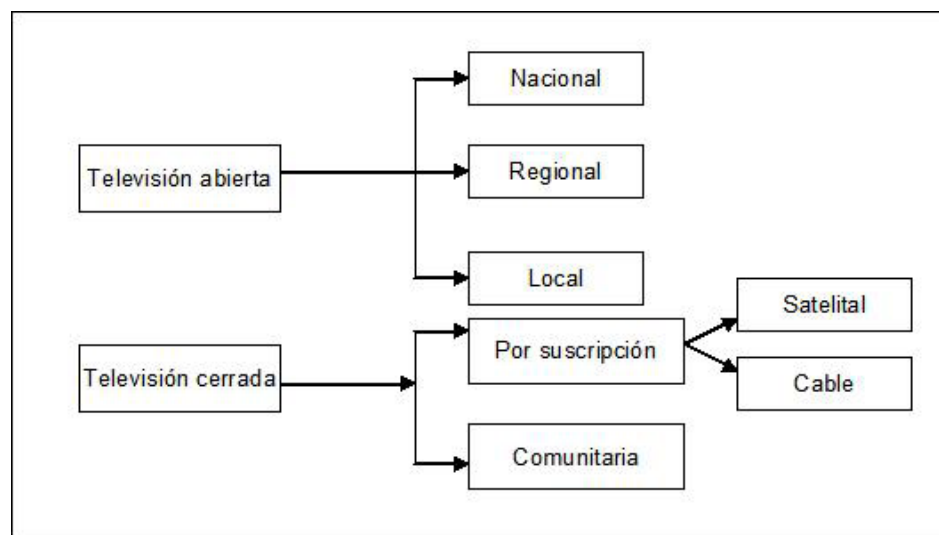 Televisión abierta
Nacional
Regional
Local
Televisión cerrada
Por suscripción
Satelital
Cable
Comunitaria